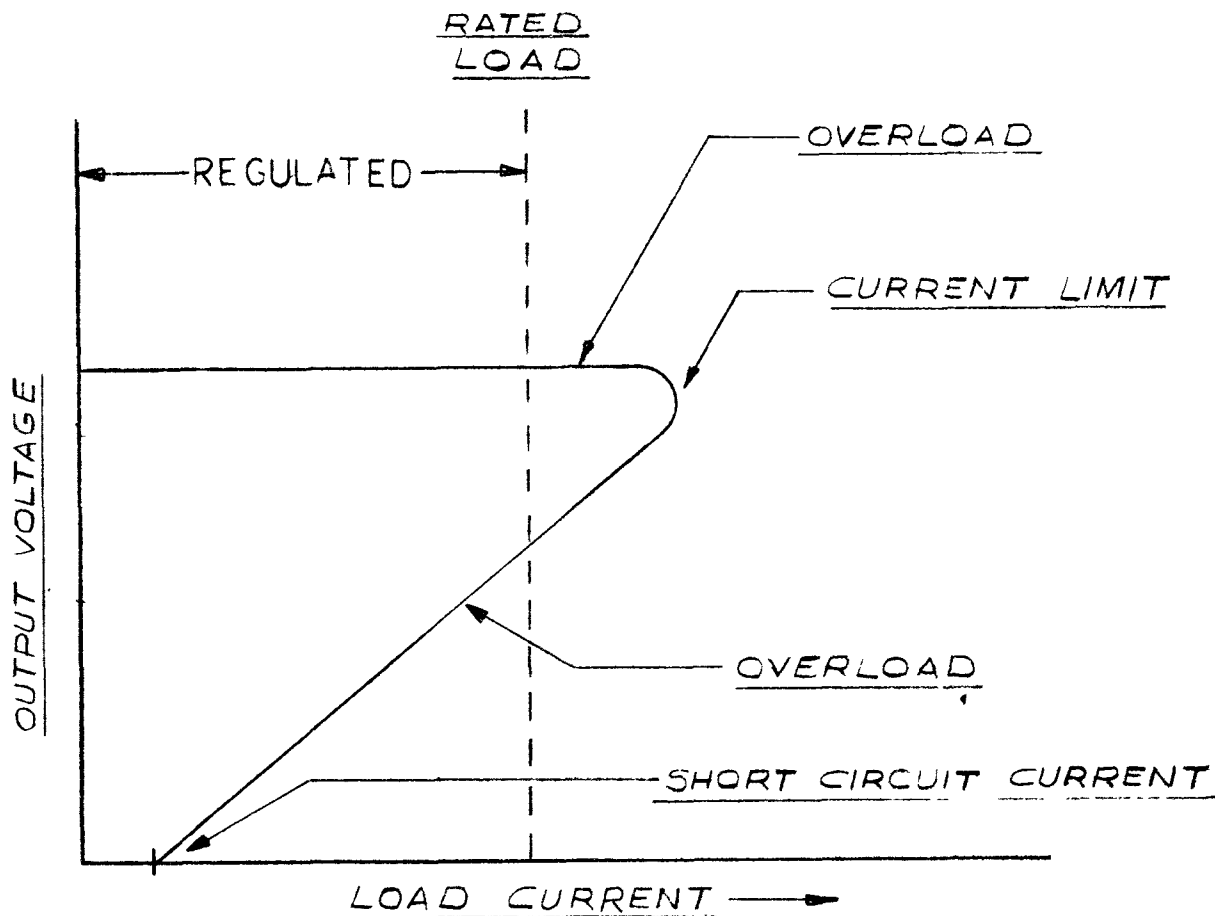 RATED
LOAD
OVERLOAD
REGULATED
CURRENT LIMIT
OUTPUT VOLTAGE
OVERLOAD
SHORT CIRCUIT CURRENT
LOAD CURRENT